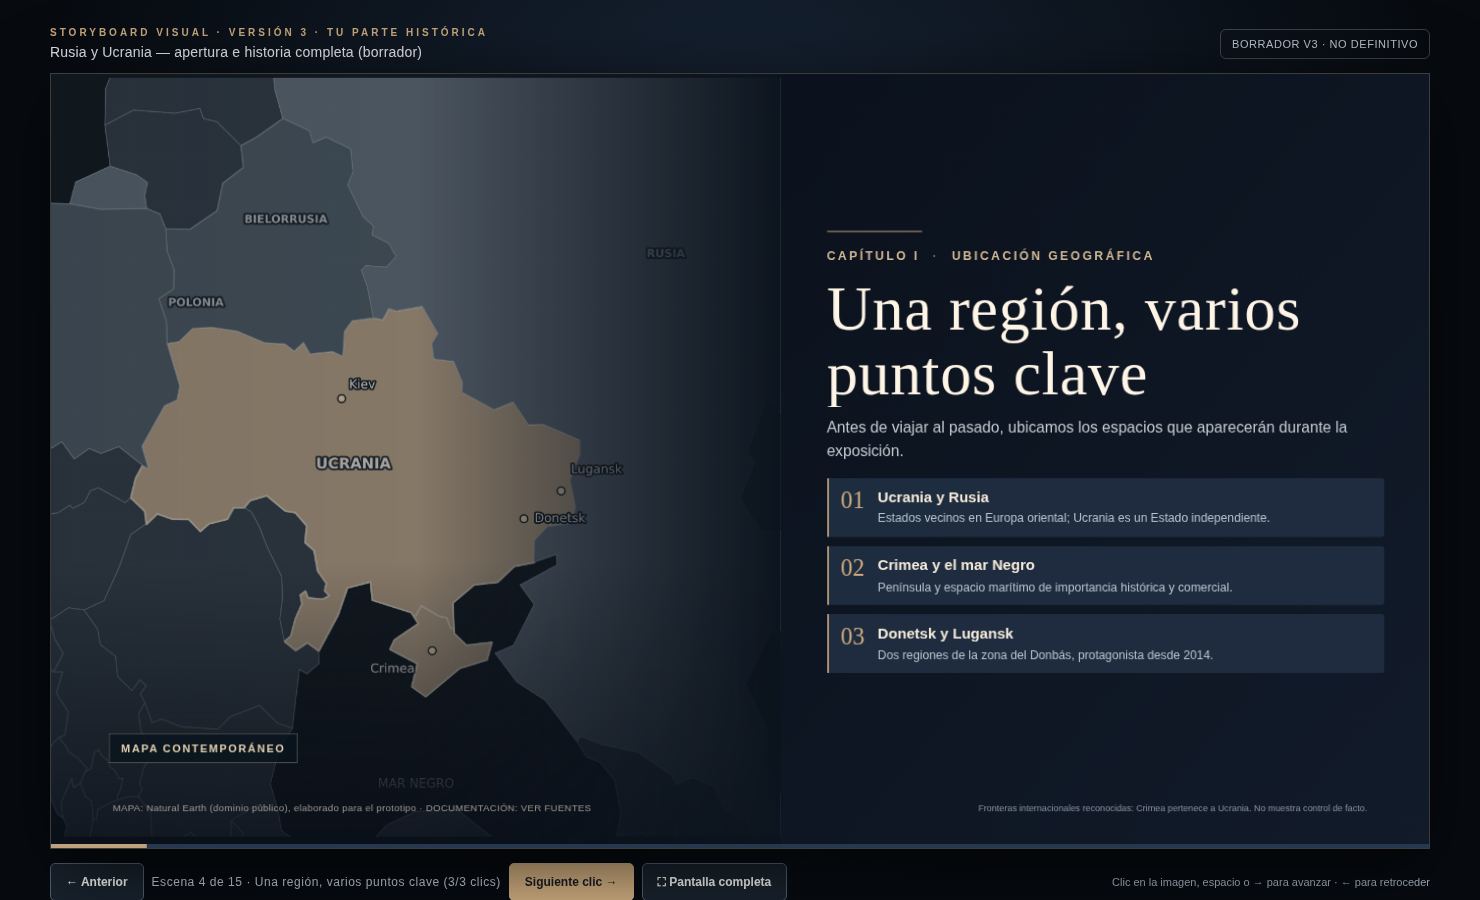 STORYBOARD VISUAL · VERSIÓN 3 · TU PARTE HISTÓRICA
Rusia y Ucrania — apertura e historia completa (borrador)
BORRADOR V3 · NO DEFINITIVO
BIELORRUSIA
RUSIA
POLONIA
Kiev
UCRANIA
Lugansk
Donetsk
Crimea
MAR NEGRO
MAPA CONTEMPORÁNEO
MAPA: Natural Earth (dominio público), elaborado para el prototipo · DOCUMENTACIÓN: VER FUENTES
CAPÍTULO I · UBICACIÓN GEOGRÁFICA
Una región, varios
puntos clave
Antes de viajar al pasado, ubicamos los espacios que aparecerán durante la
exposición.
01 Ucrania y Rusia
Estados vecinos en Europa oriental; Ucrania es un Estado independiente.
02 Crimea y el mar Negro
Península y espacio marítimo de importancia histórica y comercial.
03 Donetsk y Lugansk
Dos regiones de la zona del Donbás, protagonista desde 2014.
Fronteras internacionales reconocidas: Crimea pertenece a Ucrania. No muestra control de facto.
← Anterior
Escena 4 de 15 · Una región, varios puntos clave (3/3 clics)
Siguiente clic →
⛶ Pantalla completa
Clic en la imagen, espacio o → para avanzar · ← para retroceder